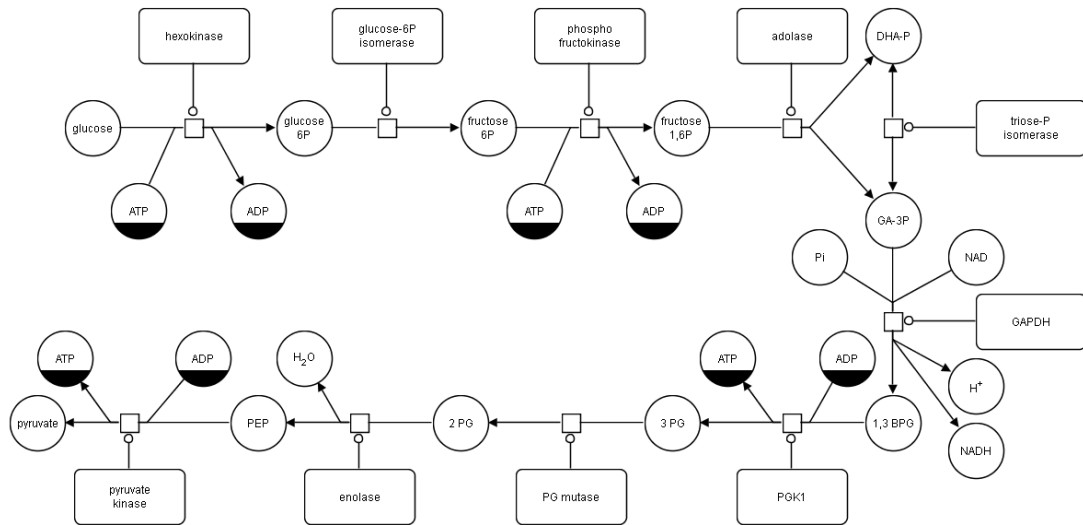 hexokinase
glucose-6P
isomerase
phospho
fructokinase
adolase
DHA-P
glucose
glucose
6P
fructose
6P
fructose
1,6P
triose-P
isomerase
ATP
ADP
ATP
ADP
GA-3P
Pi
NAD
GAPDH
ATP
ADP
H2O
ATP
ADP
H+
pyruvate
PEP
2 PG
3 PG
1,3 BPG
NADH
pyruvate
kinase
enolase
PG mutase
PGK1